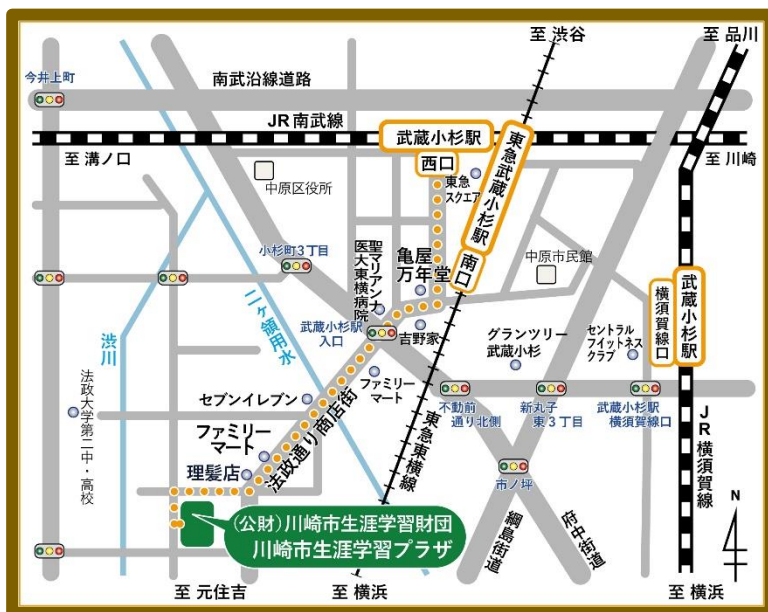 至 渋谷
至 品川
今井上町
南武沿線道路
JR南武線
武蔵小杉駅
西口
至 溝ノ口
至 川崎
東急武蔵小杉駅
南口
東急
スクエア
中原区役所
小杉町3丁目
聖マリアンナ
医大東横病院
亀屋
万年堂
中原市民館
武蔵小杉駅
横須賀線口
二ヶ領用水
渋川
武蔵小杉駅
入口
吉野家
グランツリー
武蔵小杉
セントラル
フイットネス
クラブ
セブンイレブン
ファミリー
マート
不動前
通り北側
新丸子
東3丁目
武蔵小杉駅
横須賀線口
法政大学第二中・高校
法政通り商店街
東急東横線
JR横須賀線
ファミリー
マート
理髪店
市ノ坪
綱島街道
府中街道
N
(公財)川崎市生涯学習財団
川崎市生涯学習プラザ
至 元住吉
至 横浜
至 横浜